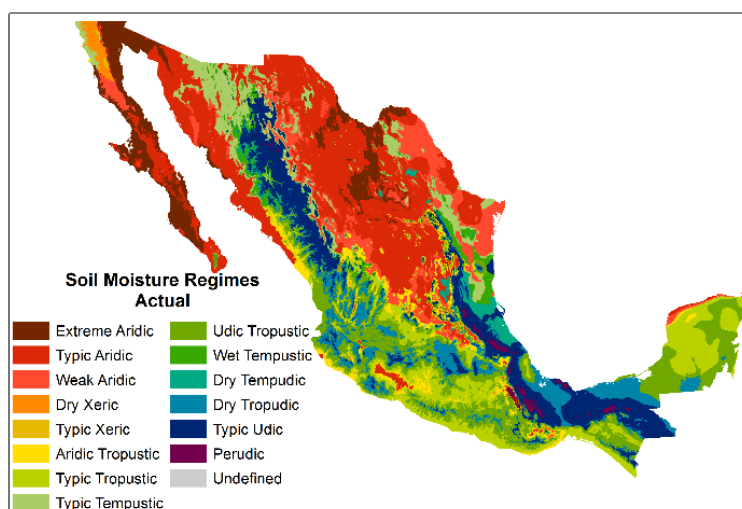 Soil Moisture Regimes
Actual
Extreme Aridic
Typic Aridic
Weak Aridic
Dry Xeric
Typic Xeric
Aridic Tropustic
Typic Tropustic
Typic Tempustic
Udic Tropustic
Wet Tempustic
Dry Tempudic
Dry Tropudic
Typic Udic
Perudic
Undefined